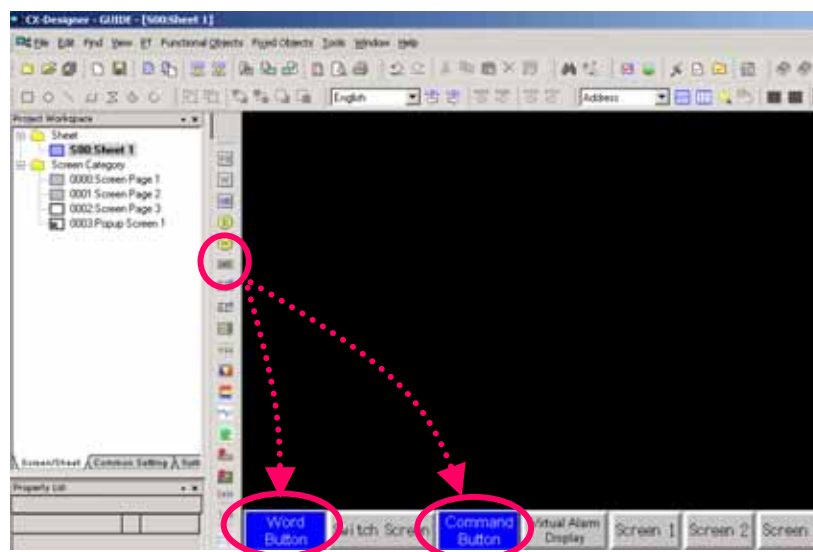 CX-Designer - GUIDE - [S00:Sheet 1]
File Edit Find View PT Functional Objects Fixed Objects Tools Window Help
English
Address
Project Workspace
Sheet
S00:Sheet 1
Screen Category
0000:Screen Page 1
0001:Screen Page 2
0002:Screen Page 3
0003:Popup Screen 1
Screen/Sheet Common Setting
Property List
Word
Button
Switch Screen
Command
Button
Virtual Alarm
Display
Screen 1
Screen 2
Screen